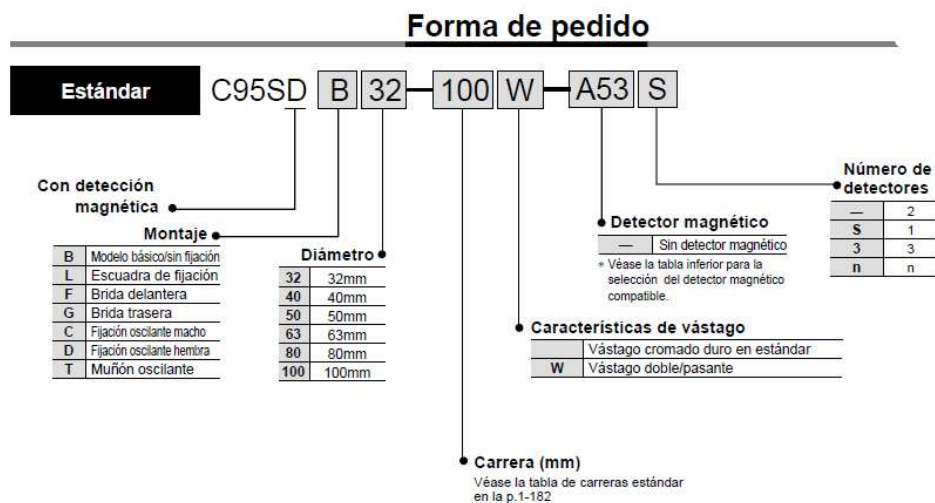 Forma de pedido
Estándar C95SD B 32 — 100 W — A53 S
Con detección
magnética
Montaje
B Modelo básico/sin fijación
L Escuadra de fijación
F Brida delantera
G Brida trasera
C Fijación oscilante macho
D Fijación oscilante hembra
T Muñón oscilante
Diámetro
32 32mm
40 40mm
50 50mm
63 63mm
80 80mm
100 100mm
Carrera (mm)
Véase la tabla de carreras estándar
en la p.1-182
Características de vástago
Vástago cromado duro en estándar
W Vástago doble/pasante
Detector magnético
— Sin detector magnético
* Véase la tabla inferior para la
selección del detector magnético
compatible.
Número de
detectores
— 2
S 1
3 3
n n